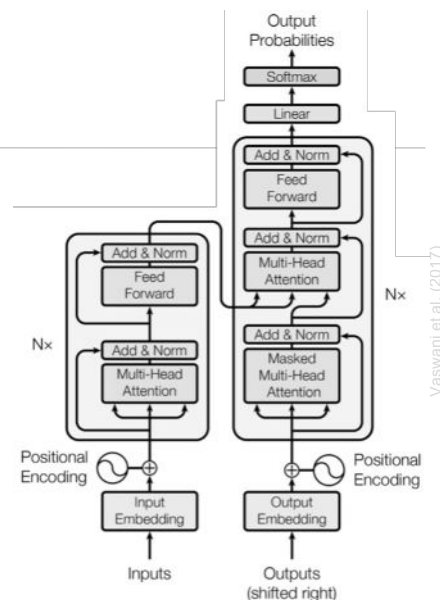 Output
Probabilities
Softmax
Linear
Add & Norm
Feed
Forward
Add & Norm
Multi-Head
Attention
Add & Norm
Masked
Multi-Head
Attention
Nx
Add & Norm
Feed
Forward
Add & Norm
Multi-Head
Attention
Nx
Positional
Encoding
Positional
Encoding
Input
Embedding
Output
Embedding
Inputs
Outputs
(shifted right)
Vaswani et al. (2017)